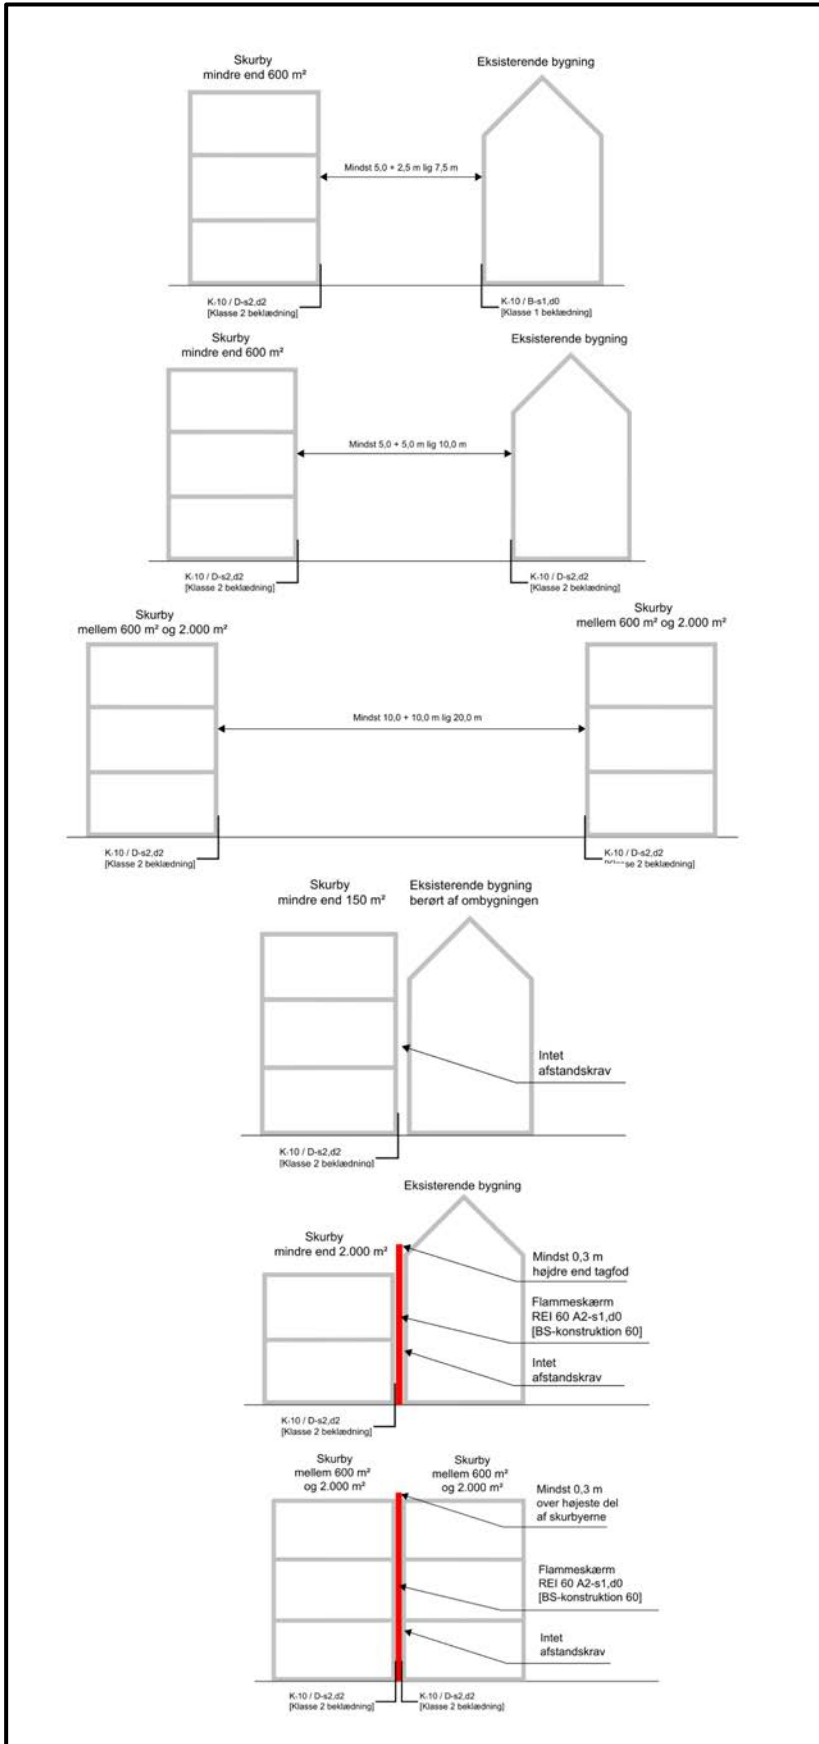 Skurby
mindre end 600 m²
Eksisterende bygning
Mindst 5,0 + 2,5 m lig 7,5 m
K-10 / D-s2,d2
[Klasse 2 beklædning]
K-10 / B-s1,d0
[Klasse 1 beklædning]
Skurby
mindre end 600 m²
Eksisterende bygning
Mindst 5,0 + 5,0 m lig 10,0 m
K-10 / D-s2,d2
[Klasse 2 beklædning]
K-10 / D-s2,d2
[Klasse 2 beklædning]
Skurby
mellem 600 m² og 2.000 m²
Skurby
mellem 600 m² og 2.000 m²
Mindst 10,0 + 10,0 m lig 20,0 m
K-10 / D-s2,d2
[Klasse 2 beklædning]
K-10 / D-s2,d2
[Klasse 2 beklædning]
Skurby
mindre end 150 m²
Eksisterende bygning
berørt af ombygningen
Intet
afstandskrav
K-10 / D-s2,d2
[Klasse 2 beklædning]
Eksisterende bygning
Skurby
mindre end 2.000 m²
Mindst 0,3 m
højdre end tagfod
Flammeskærm
REI 60 A2-s1,d0
[BS-konstruktion 60]
Intet
afstandskrav
K-10 / D-s2,d2
[Klasse 2 beklædning]
Skurby
mellem 600 m²
og 2.000 m²
Skurby
mellem 600 m²
og 2.000 m²
Mindst 0,3 m
over højeste del
af skurbyerne
Flammeskærm
REI 60 A2-s1,d0
[BS-konstruktion 60]
Intet
afstandskrav
K-10 / D-s2,d2
[Klasse 2 beklædning]
K-10 / D-s2,d2
[Klasse 2 beklædning]